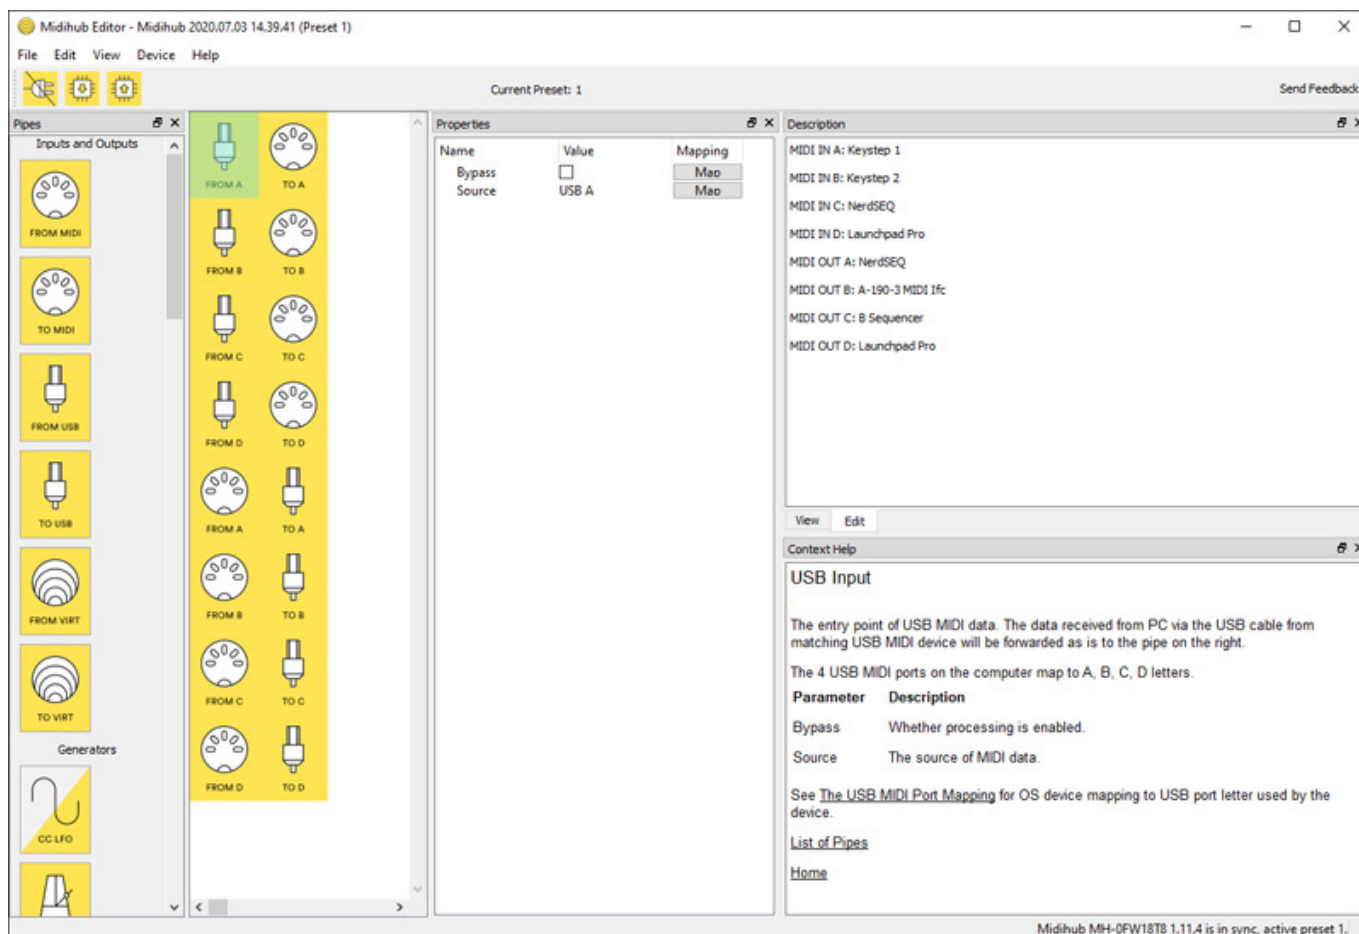 Midihub Editor - Midihub 2020.07.03 14.39.41 (Preset 1)
File Edit View Device Help
Current Preset: 1
Send Feedback
Pipes
Inputs and Outputs
FROM MIDI
TO MIDI
FROM USB
TO USB
FROM VIRT
TO VIRT
Generators
CC LFO
FROM A TO A
FROM B TO B
FROM C TO C
FROM D TO D
FROM A TO A
FROM B TO B
FROM C TO C
FROM D TO D
Properties
Name Value Mapping
Bypass Map
Source USB A Map
Description
MIDI IN A: Keystep 1
MIDI IN B: Keystep 2
MIDI IN C: NerdSEQ
MIDI IN D: Launchpad Pro
MIDI OUT A: NerdSEQ
MIDI OUT B: A-190-3 MIDI Ifc
MIDI OUT C: B Sequencer
MIDI OUT D: Launchpad Pro
View Edit
Context Help
USB Input
The entry point of USB MIDI data. The data received from PC via the USB cable from
matching USB MIDI device will be forwarded as is to the pipe on the right.
The 4 USB MIDI ports on the computer map to A, B, C, D letters.
Parameter Description
Bypass Whether processing is enabled.
Source The source of MIDI data.
See The USB MIDI Port Mapping for OS device mapping to USB port letter used by the
device.
List of Pipes
Home
Midihub MH-0FW18T8 1.11.4 is in sync, active preset 1.